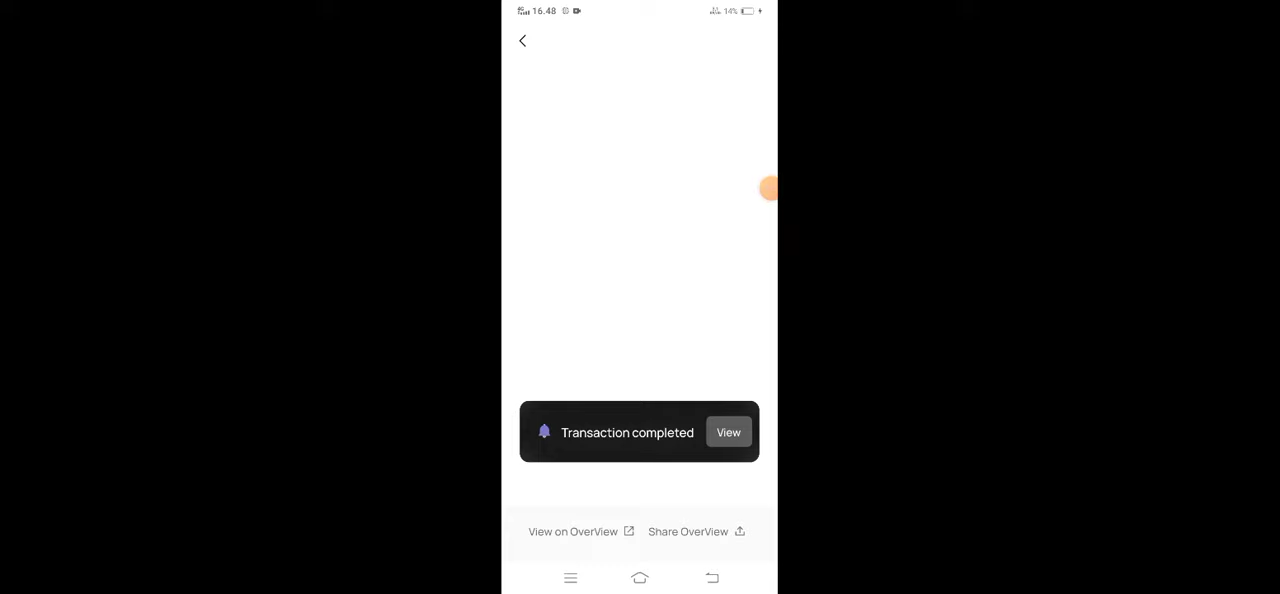 16.48
14%
Transaction completed
View
View on OverView
Share OverView